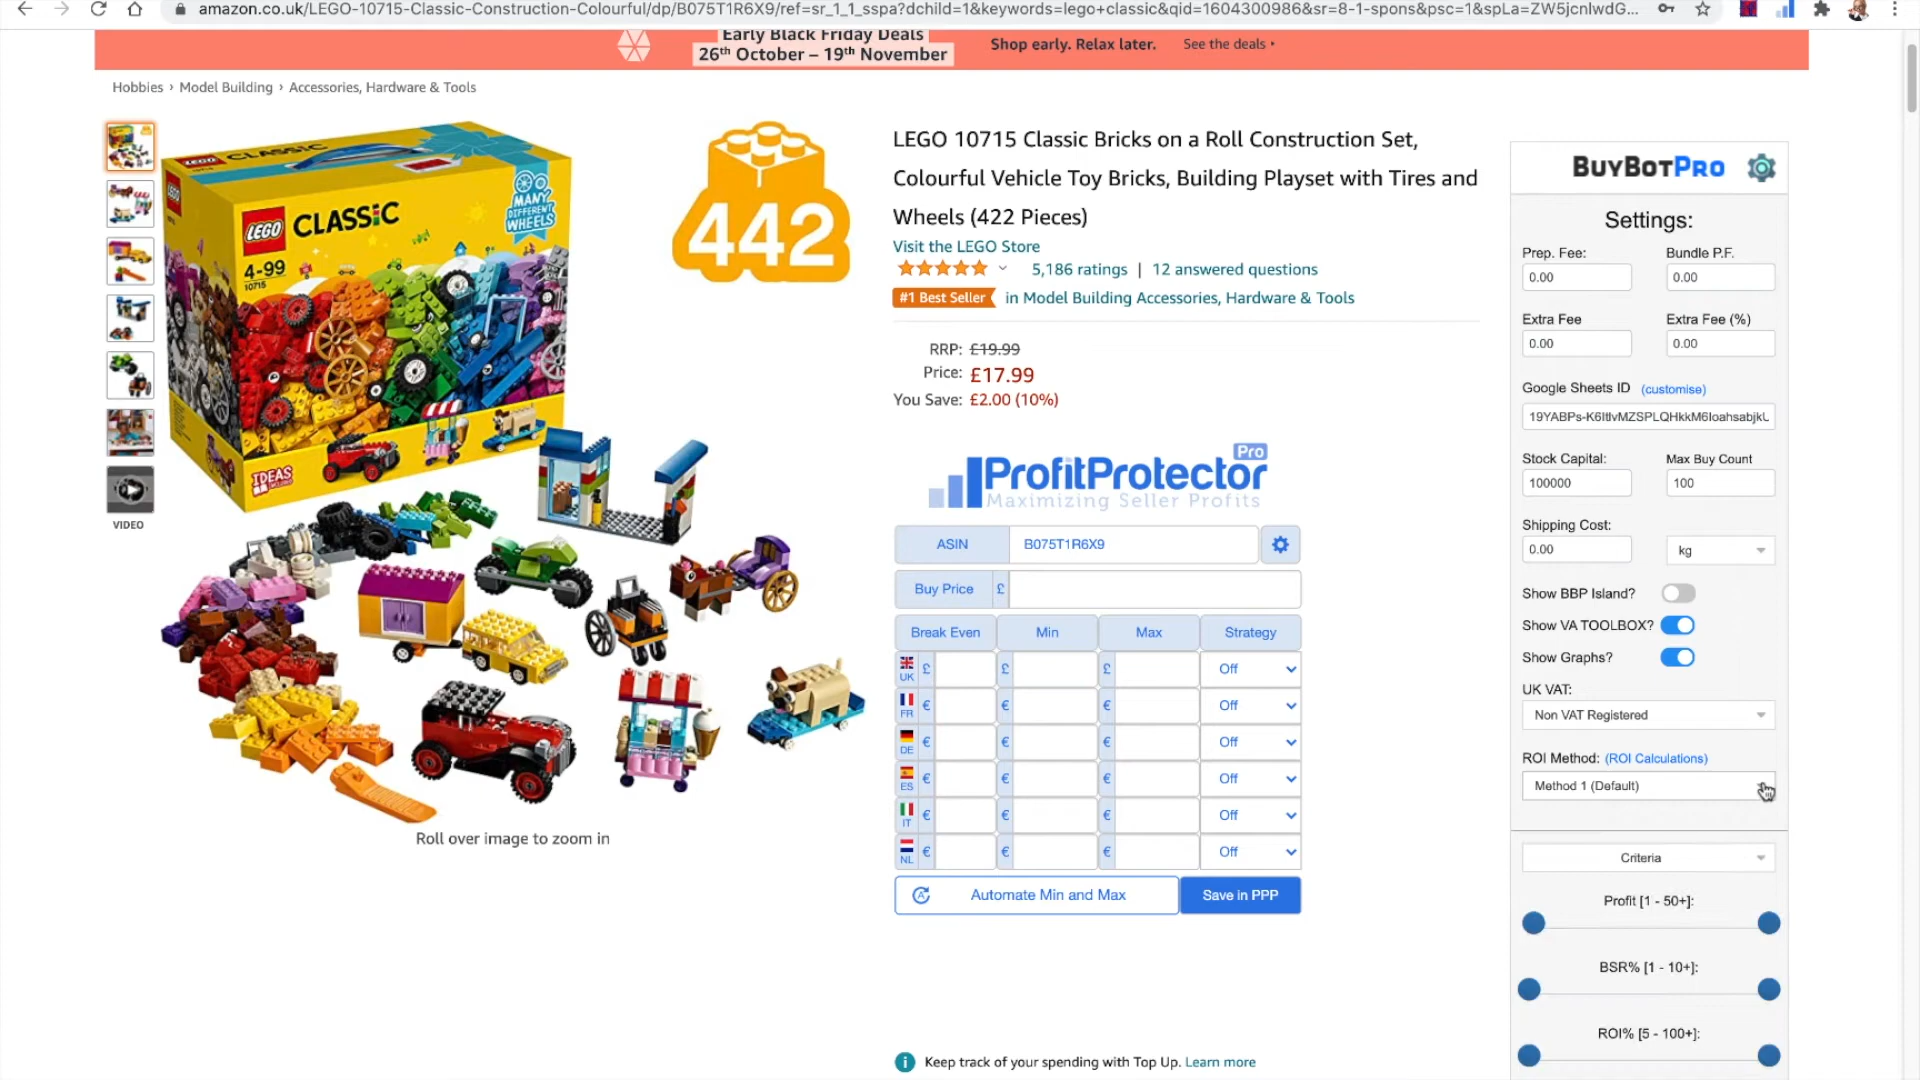 amazon.co.uk/LEGO-10715-Classic-Construction-Colourful/dp/B075T1R6X9/ref=sr_1_1_sspa?dchild=1&keywords=lego+classic&qid=1604300986&sr=8-1-spons&psc=1&spLa=ZW5jcnlwdG...
Early Black Friday Deals
26th October – 19th November
Shop early. Relax later.
See the deals
Hobbies › Model Building › Accessories, Hardware & Tools
LEGO CLASSIC
LEGO
MANY DIFFERENT WHEELS
LEGO CLASSIC
4-99
10715
IDEAS INCLUDED
442
VIDEO
Roll over image to zoom in
LEGO 10715 Classic Bricks on a Roll Construction Set,
Colourful Vehicle Toy Bricks, Building Playset with Tires and
Wheels (422 Pieces)
Visit the LEGO Store
5,186 ratings | 12 answered questions
#1 Best Seller in Model Building Accessories, Hardware & Tools
RRP: £19.99
Price: £17.99
You Save: £2.00 (10%)
ProfitProtector Pro
Maximizing Seller Profits
ASIN B075T1R6X9
Buy Price £
Break Even Min Max Strategy
UK £ £ £ Off
FR € € € Off
DE € € € Off
ES € € € Off
IT € € € Off
NL € € € Off
Automate Min and Max Save in PPP
Keep track of your spending with Top Up. Learn more
BUYBOTPRO
Settings:
Prep. Fee: Bundle P.F.
0.00 0.00
Extra Fee Extra Fee (%)
0.00 0.00
Google Sheets ID (customise)
Stock Capital: Max Buy Count
100000 100
Shipping Cost:
0.00 kg
Show BBP Island?
Show VA TOOLBOX?
Show Graphs?
UK VAT:
Non VAT Registered
ROI Method: (ROI Calculations)
Method 1 (Default)
Criteria
Profit [1 - 50+]:
BSR% [1 - 10+]:
ROI% [5 - 100+]: